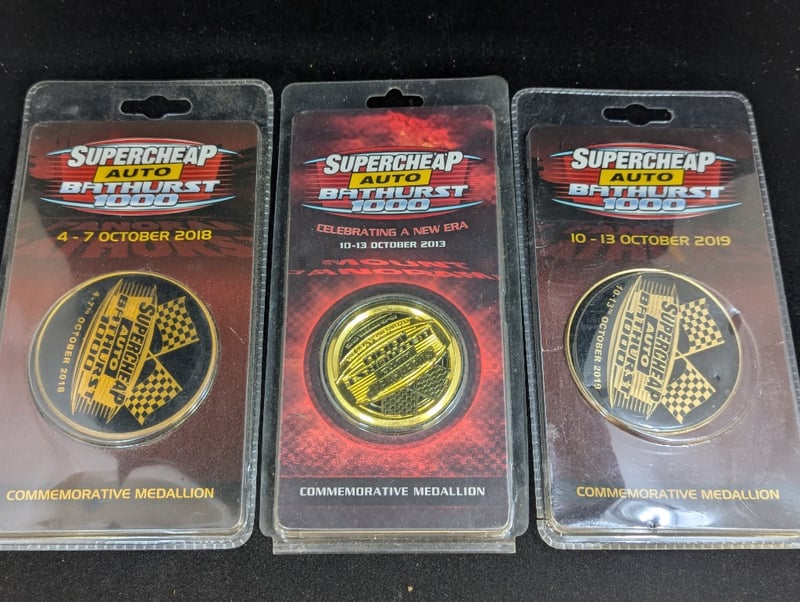 SUPERCHEAP
AUTO
BATHURST
1000
4 - 7 OCTOBER 2018
4-7TH OCTOBER 2018
SUPERCHEAP
AUTO
BATHURST
1000
COMMEMORATIVE MEDALLION
SUPERCHEAP
AUTO
BATHURST
1000
CELEBRATING A NEW ERA
10-13 OCTOBER 2013
MOUNT
PANORAMA
COMMEMORATIVE MEDALLION
SUPERCHEAP
AUTO
BATHURST
1000
10 - 13 OCTOBER 2019
10-13TH OCTOBER 2019
SUPERCHEAP
AUTO
BATHURST
1000
COMMEMORATIVE MEDALLION